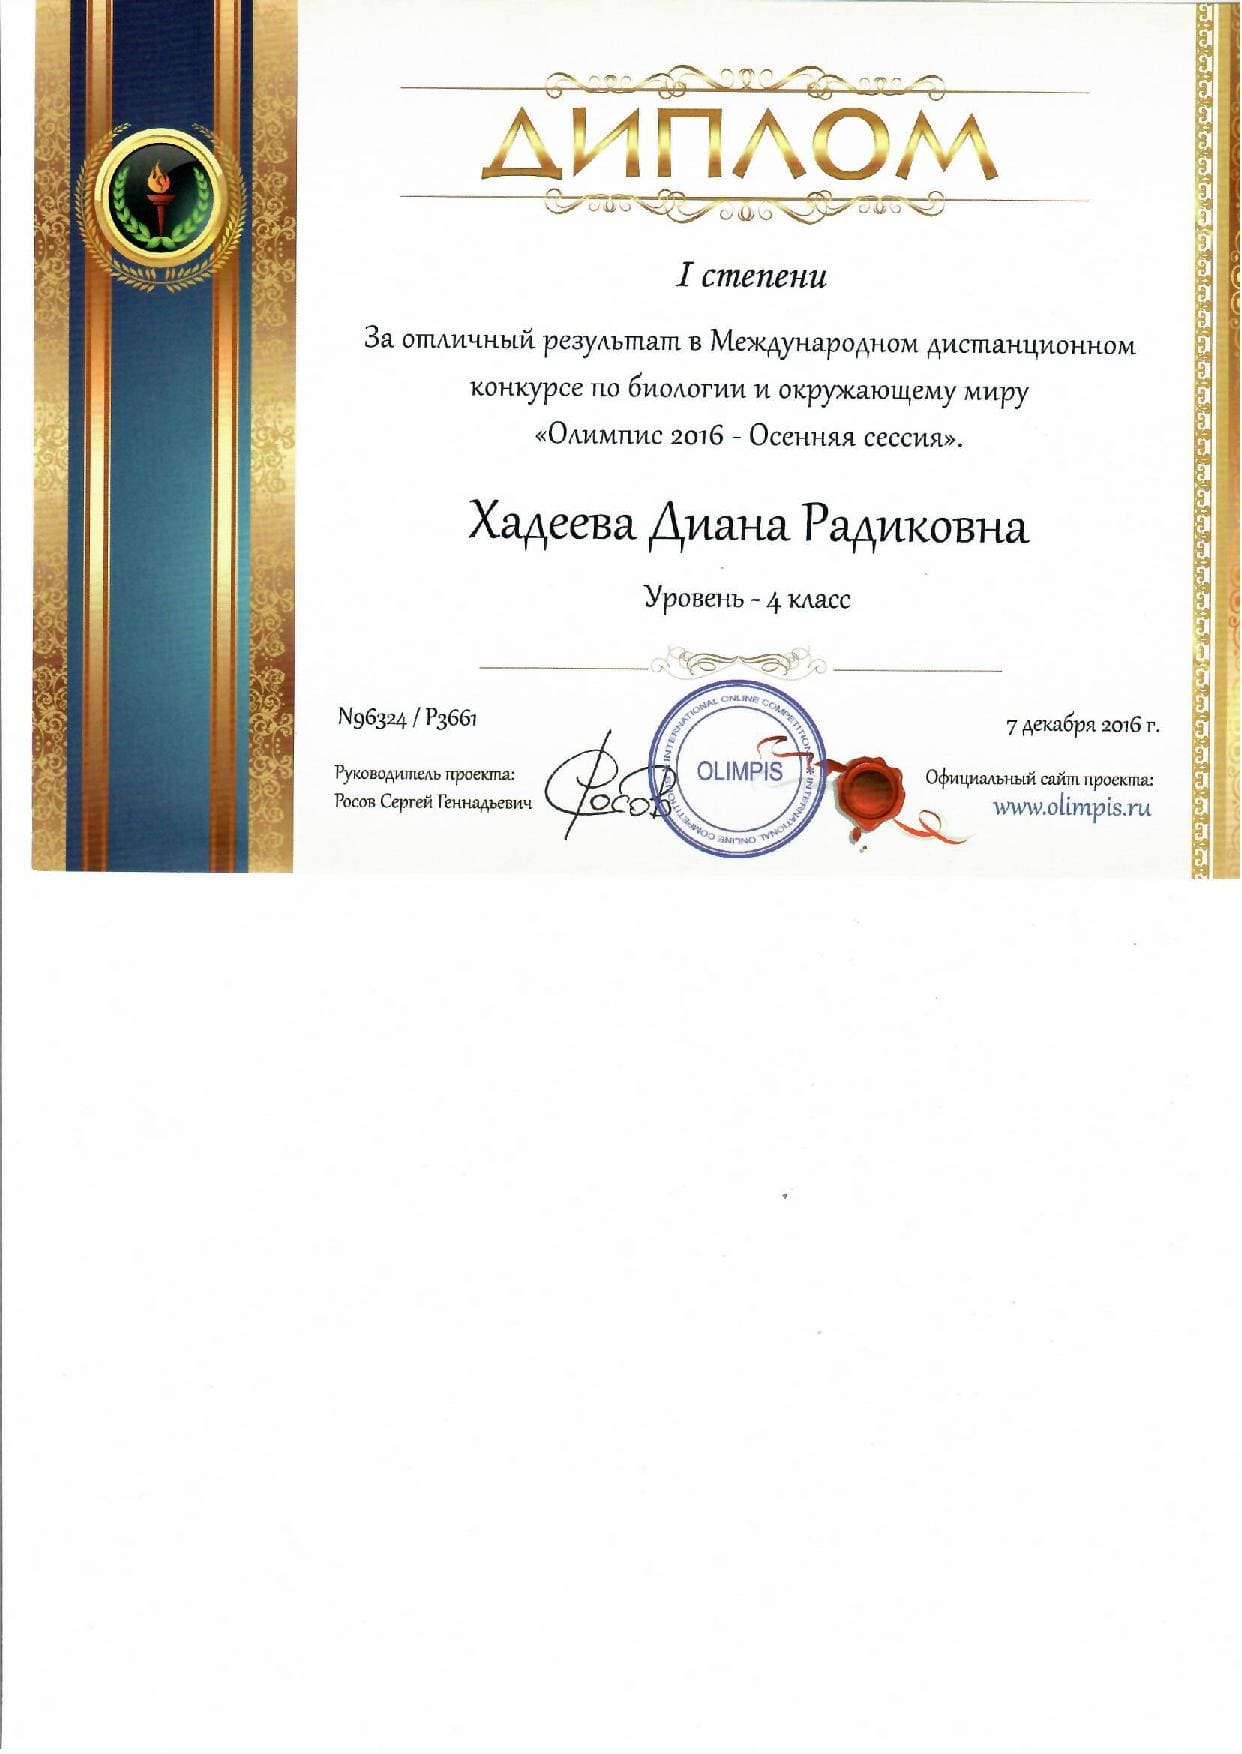 ДИПЛОМ
I степени
За отличный результат в Международном дистанционном
конкурсе по биологии и окружающему миру
«Олимпис 2016 - Осенняя сессия».
Хадеева Диана Радиковна
Уровень - 4 класс
N96324 / P3661
7 декабря 2016 г.
Руководитель проекта:
Росов Сергей Геннадьевич
Росов
INTERNATIONAL ONLINE COMPETITION * INTERNATIONAL ONLINE COMPETITION *
OLIMPIS
Официальный сайт проекта:
www.olimpis.ru